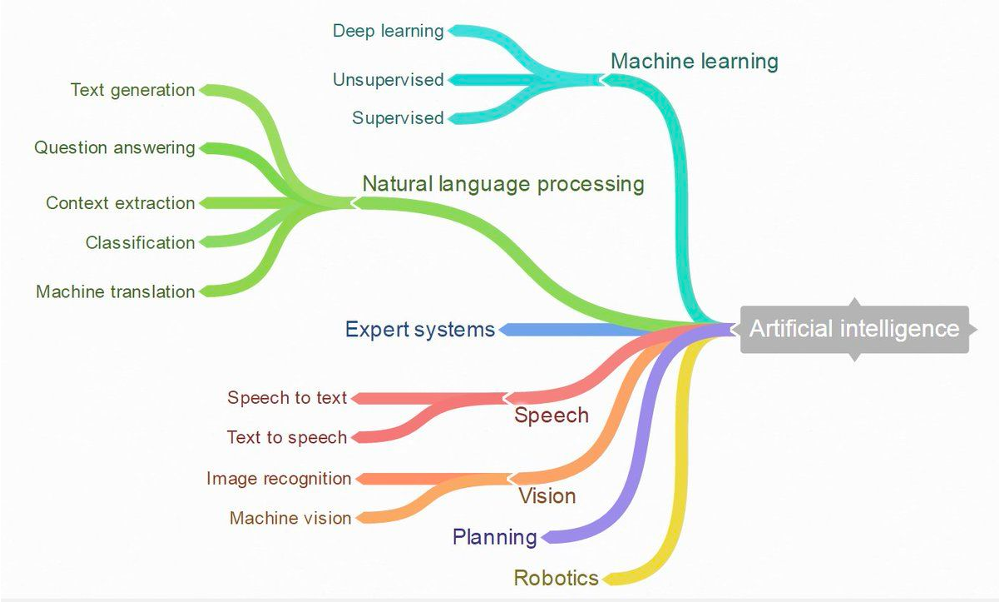 Deep learning
Machine learning
Unsupervised
Supervised
Text generation
Question answering
Natural language processing
Context extraction
Classification
Machine translation
Expert systems
Artificial intelligence
Speech to text
Speech
Text to speech
Image recognition
Vision
Machine vision
Planning
Robotics